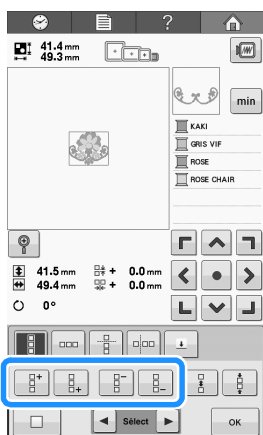 ?
41.4 mm
49.3 mm
min
KAKI
GRIS VIF
ROSE
ROSE CHAIR
41.5 mm + 0.0 mm
49.4 mm + 0.0 mm
0°
Sélect
OK